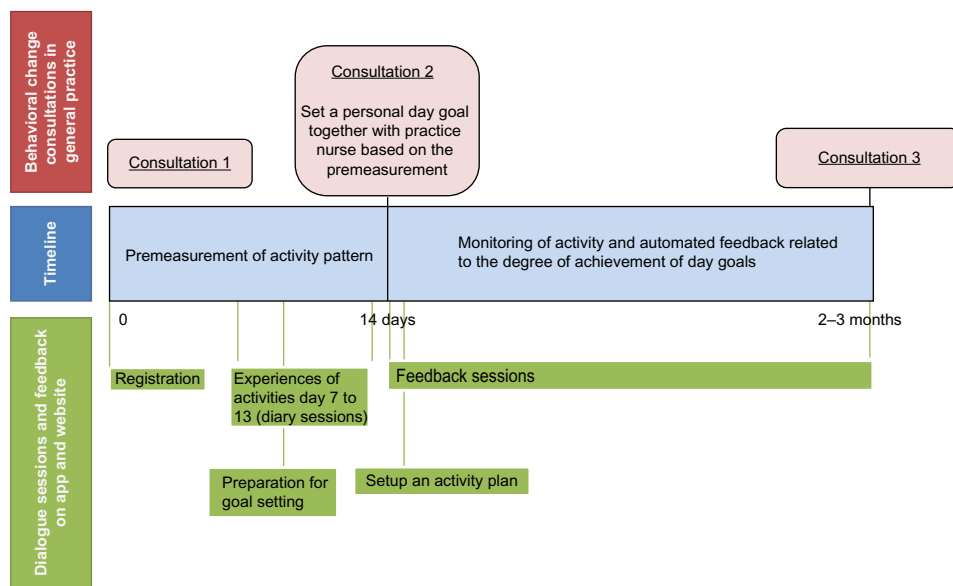 Behavioral change
consultations in
general practice
Consultation 1
Consultation 2
Set a personal day goal
together with practice
nurse based on the
premeasurement
Consultation 3
Timeline
Premeasurement of activity pattern
Monitoring of activity and automated feedback related
to the degree of achievement of day goals
0
14 days
2–3 months
Dialogue sessions and feedback
on app and website
Registration
Experiences of
activities day 7 to
13 (diary sessions)
Feedback sessions
Preparation for
goal setting
Setup an activity plan